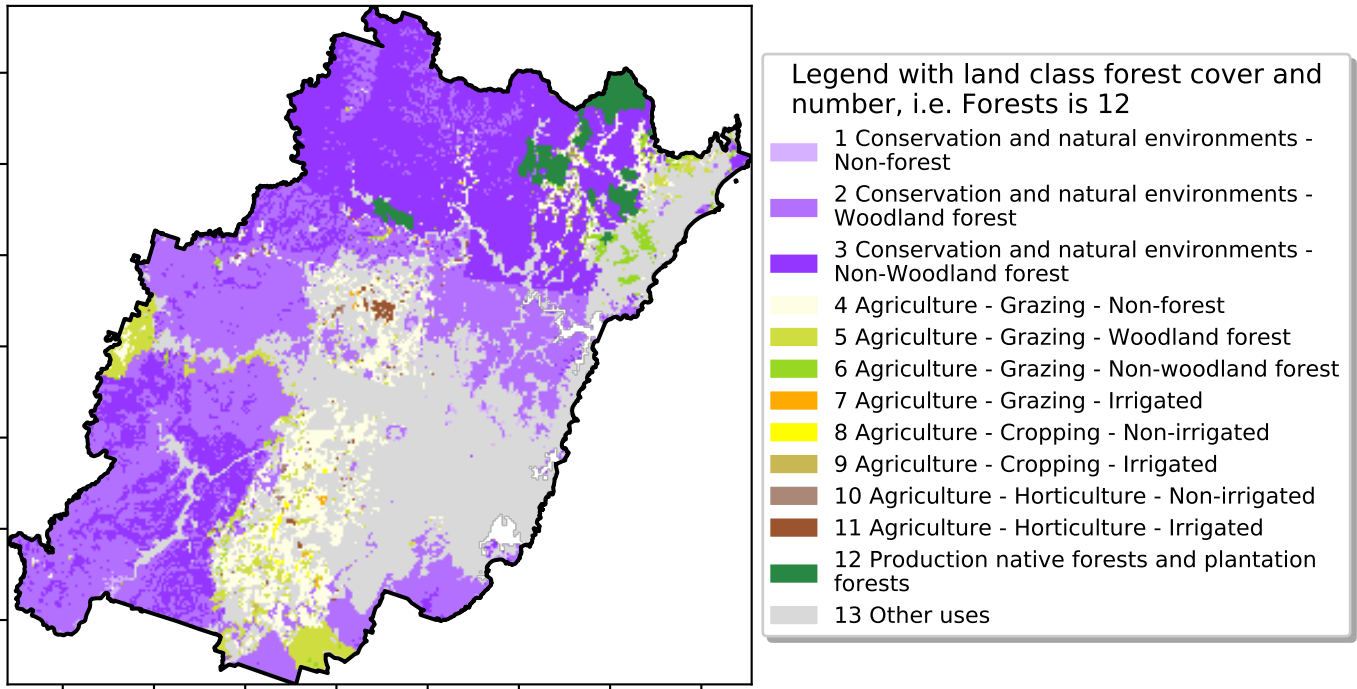 Legend with land class forest cover and
number, i.e. Forests is 12
1 Conservation and natural environments -
Non-forest
2 Conservation and natural environments -
Woodland forest
3 Conservation and natural environments -
Non-Woodland forest
4 Agriculture - Grazing - Non-forest
5 Agriculture - Grazing - Woodland forest
6 Agriculture - Grazing - Non-woodland forest
7 Agriculture - Grazing - Irrigated
8 Agriculture - Cropping - Non-irrigated
9 Agriculture - Cropping - Irrigated
10 Agriculture - Horticulture - Non-irrigated
11 Agriculture - Horticulture - Irrigated
12 Production native forests and plantation
forests
13 Other uses